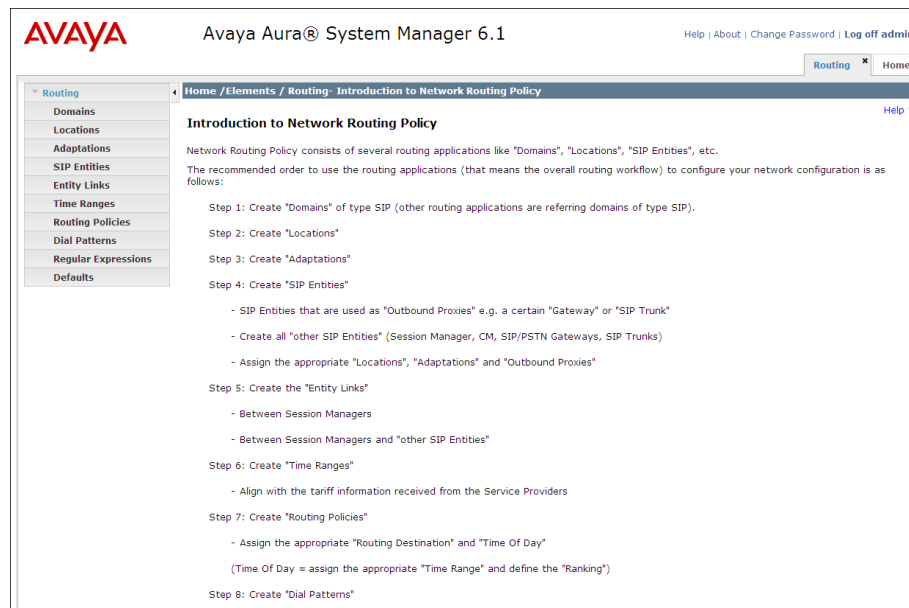 AVAYA
Avaya Aura® System Manager 6.1
Help | About | Change Password | Log off admin
Routing ×
Home
Routing
Domains
Locations
Adaptations
SIP Entities
Entity Links
Time Ranges
Routing Policies
Dial Patterns
Regular Expressions
Defaults
Home /Elements / Routing- Introduction to Network Routing Policy
Help
Introduction to Network Routing Policy
Network Routing Policy consists of several routing applications like "Domains", "Locations", "SIP Entities", etc.
The recommended order to use the routing applications (that means the overall routing workflow) to configure your network configuration is as
follows:
Step 1: Create "Domains" of type SIP (other routing applications are referring domains of type SIP).
Step 2: Create "Locations"
Step 3: Create "Adaptations"
Step 4: Create "SIP Entities"
- SIP Entities that are used as "Outbound Proxies" e.g. a certain "Gateway" or "SIP Trunk"
- Create all "other SIP Entities" (Session Manager, CM, SIP/PSTN Gateways, SIP Trunks)
- Assign the appropriate "Locations", "Adaptations" and "Outbound Proxies"
Step 5: Create the "Entity Links"
- Between Session Managers
- Between Session Managers and "other SIP Entities"
Step 6: Create "Time Ranges"
- Align with the tariff information received from the Service Providers
Step 7: Create "Routing Policies"
- Assign the appropriate "Routing Destination" and "Time Of Day"
(Time Of Day = assign the appropriate "Time Range" and define the "Ranking")
Step 8: Create "Dial Patterns"